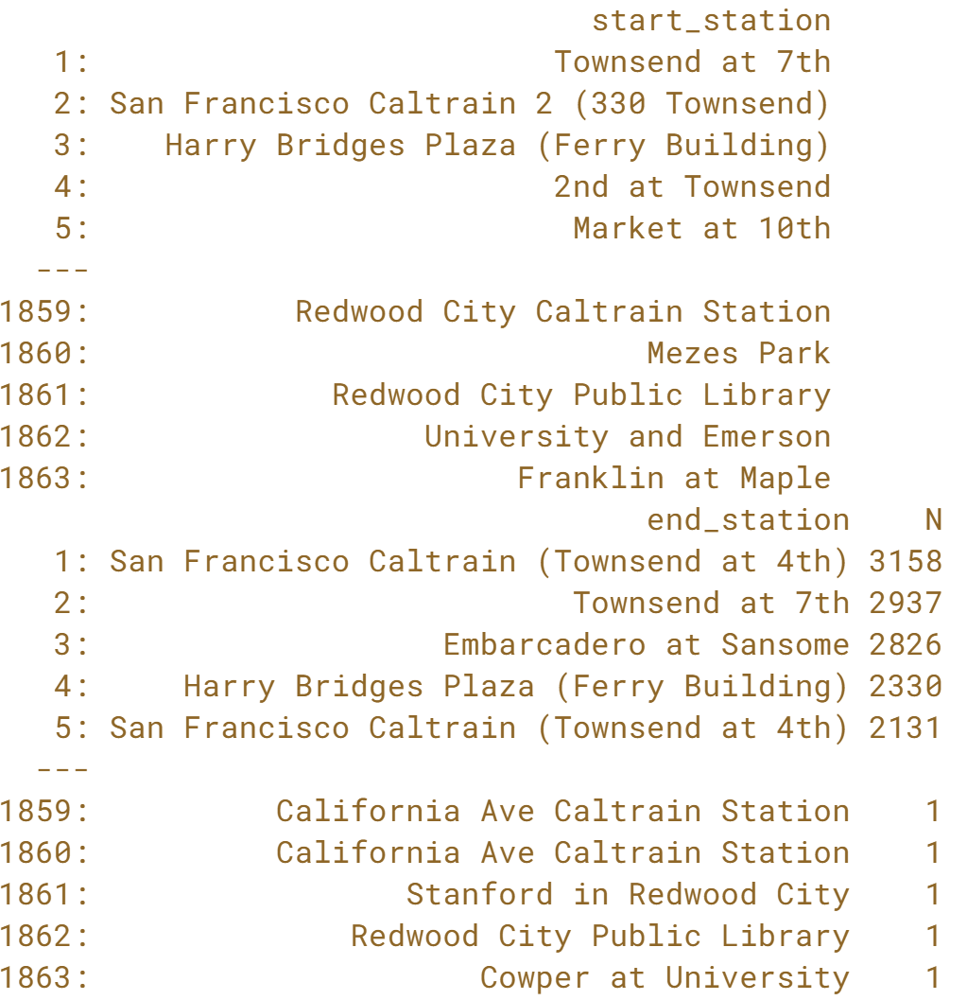 start_station
1: Townsend at 7th
2: San Francisco Caltrain 2 (330 Townsend)
3: Harry Bridges Plaza (Ferry Building)
4: 2nd at Townsend
5: Market at 10th
---
1859: Redwood City Caltrain Station
1860: Mezes Park
1861: Redwood City Public Library
1862: University and Emerson
1863: Franklin at Maple
end_station N
1: San Francisco Caltrain (Townsend at 4th) 3158
2: Townsend at 7th 2937
3: Embarcadero at Sansome 2826
4: Harry Bridges Plaza (Ferry Building) 2330
5: San Francisco Caltrain (Townsend at 4th) 2131
---
1859: California Ave Caltrain Station 1
1860: California Ave Caltrain Station 1
1861: Stanford in Redwood City 1
1862: Redwood City Public Library 1
1863: Cowper at University 1